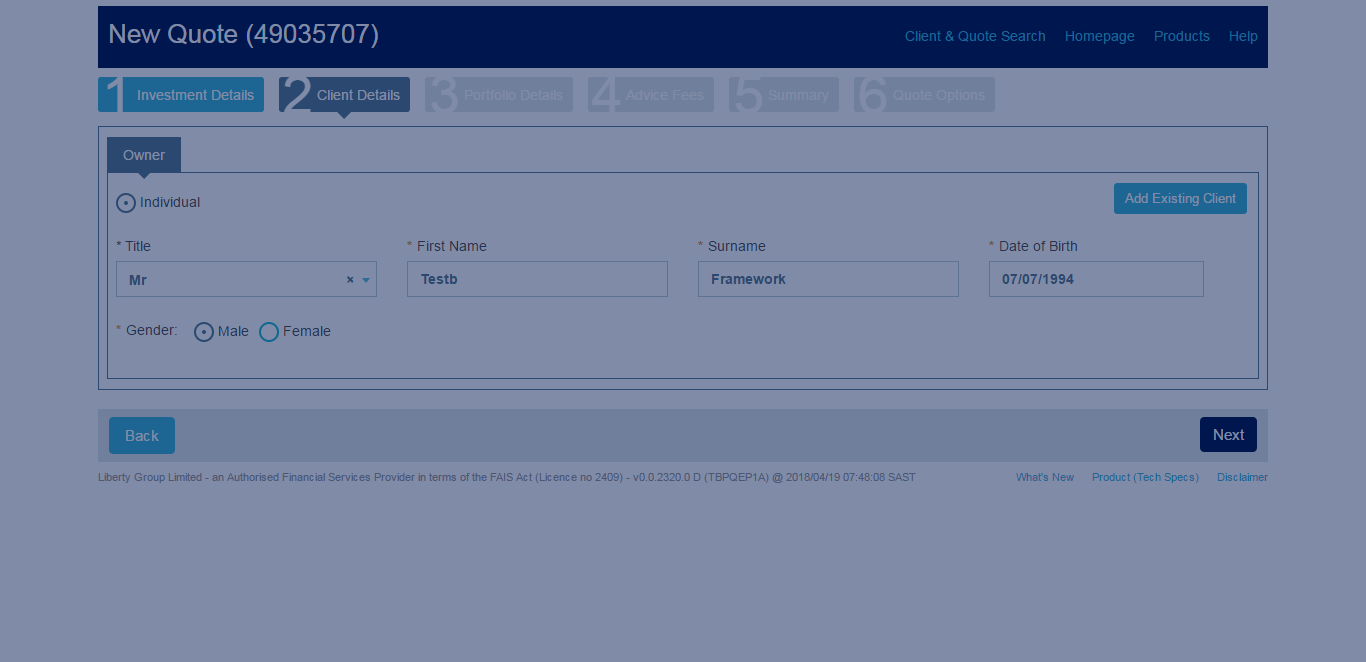 New Quote (49035707)
Client & Quote Search Homepage Products Help
1 Investment Details 2 Client Details 3 Portfolio Details 4 Advice Fees 5 Summary 6 Quote Options
Owner
Individual
Add Existing Client
* Title * First Name * Surname * Date of Birth
Mr × Testb Framework 07/07/1994
* Gender: Male Female
Back Next
Liberty Group Limited - an Authorised Financial Services Provider in terms of the FAIS Act (Licence no 2409) - v0.0.2320.0 D (TBPQEP1A) @ 2018/04/19 07:48:08 SAST What's New Product (Tech Specs) Disclaimer